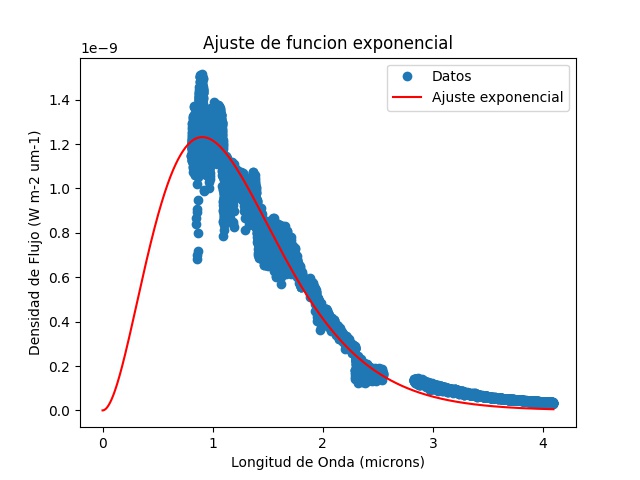 Ajuste de funcion exponencial
1e−9
Datos
Ajuste exponencial
1.4
1.2
1.0
0.8
0.6
0.4
0.2
0.0
Densidad de Flujo (W m-2 um-1)
0 1 2 3 4
Longitud de Onda (microns)